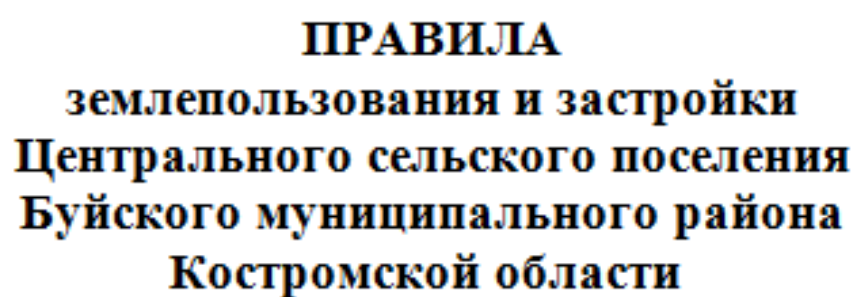 ПРАВИЛА
землепользования и застройки
Центрального сельского поселения
Буйского муниципального района
Костромской области